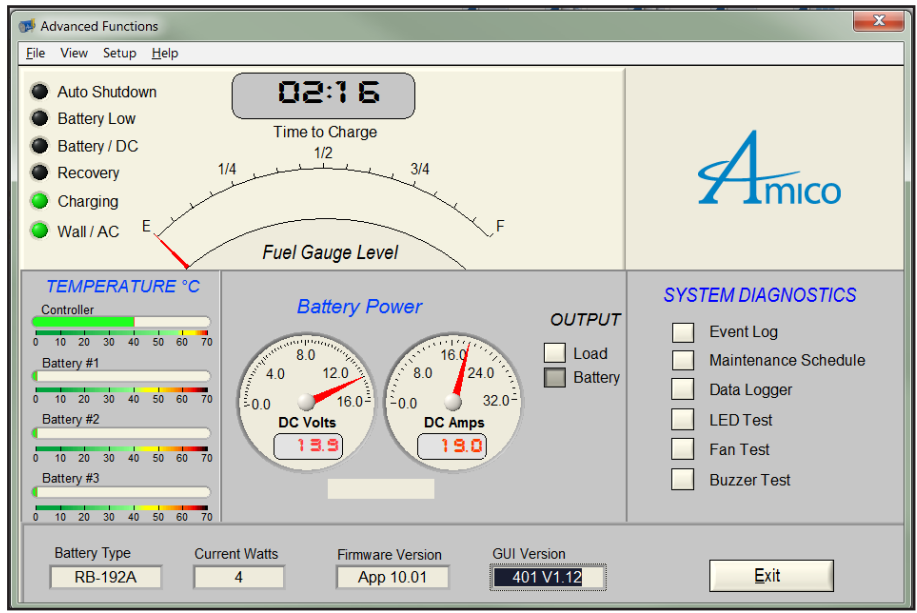 Advanced Functions
File View Setup Help
Auto Shutdown
Battery Low
Battery / DC
Recovery
Charging
Wall / AC
02:16
Time to Charge
E 1/4 1/2 3/4 F
Fuel Gauge Level
Amico
TEMPERATURE °C
Controller
0 10 20 30 40 50 60 70
Battery #1
0 10 20 30 40 50 60 70
Battery #2
0 10 20 30 40 50 60 70
Battery #3
0 10 20 30 40 50 60 70
Battery Power
0.0 4.0 8.0 12.0 16.0
DC Volts
13.9
0.0 8.0 16.0 24.0 32.0
DC Amps
19.0
OUTPUT
Load
Battery
SYSTEM DIAGNOSTICS
Event Log
Maintenance Schedule
Data Logger
LED Test
Fan Test
Buzzer Test
Battery Type
RB-192A
Current Watts
4
Firmware Version
App 10.01
GUI Version
401 V1.12
Exit